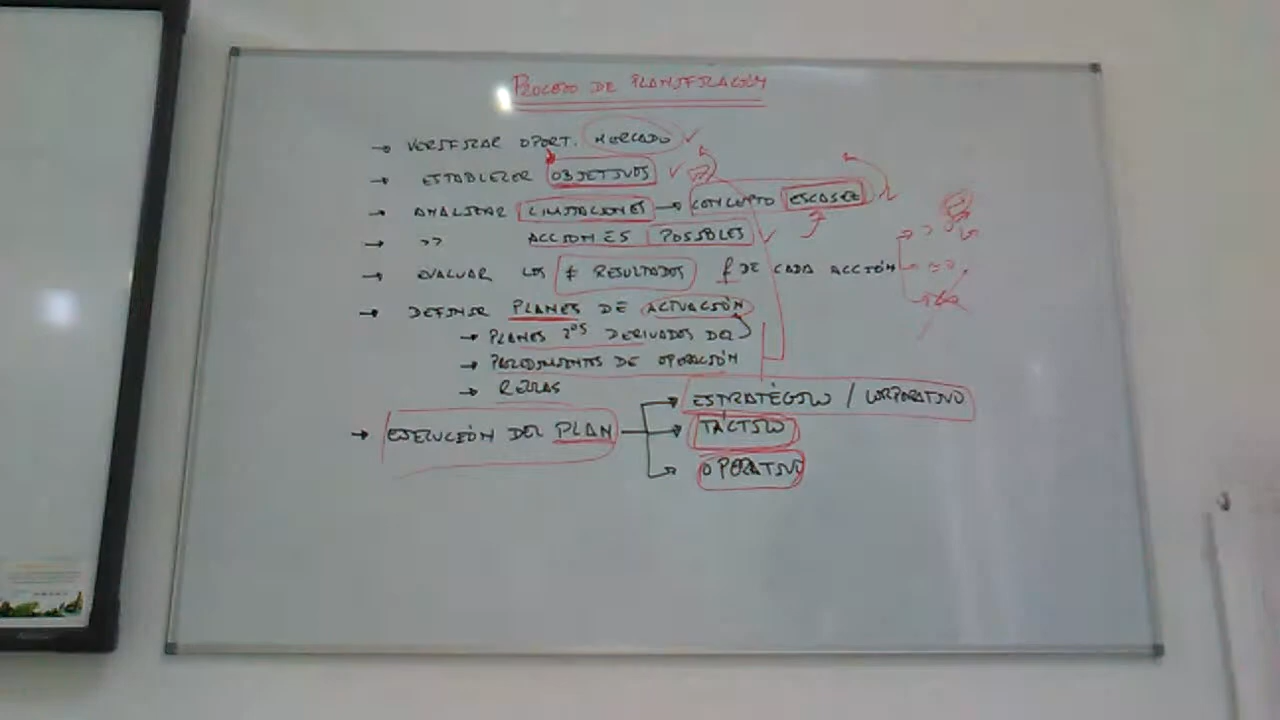 PROCESO DE PLANIFICACIÓN
→ VERIFICAR OPORT. MERCADO ✓
→ ESTABLECER OBJETIVOS ✓
→ ANALIZAR LIMITACIONES → CONCEPTO ESCASEZ
→ >> ACCIONES POSIBLES ✓
→ EVALUAR LOS ≠ RESULTADOS f DE CADA ACCIÓN
→ DEFINIR PLANES DE ACTUACIÓN
→ PLANES 2OS DERIVADOS DEL
→ PROCEDIMIENTOS DE OPERACIÓN
→ REGLAS
→ EJECUCIÓN DEL PLAN
→ ESTRATÉGICO / CORPORATIVO
→ TÁCTICO
→ OPERATIVO